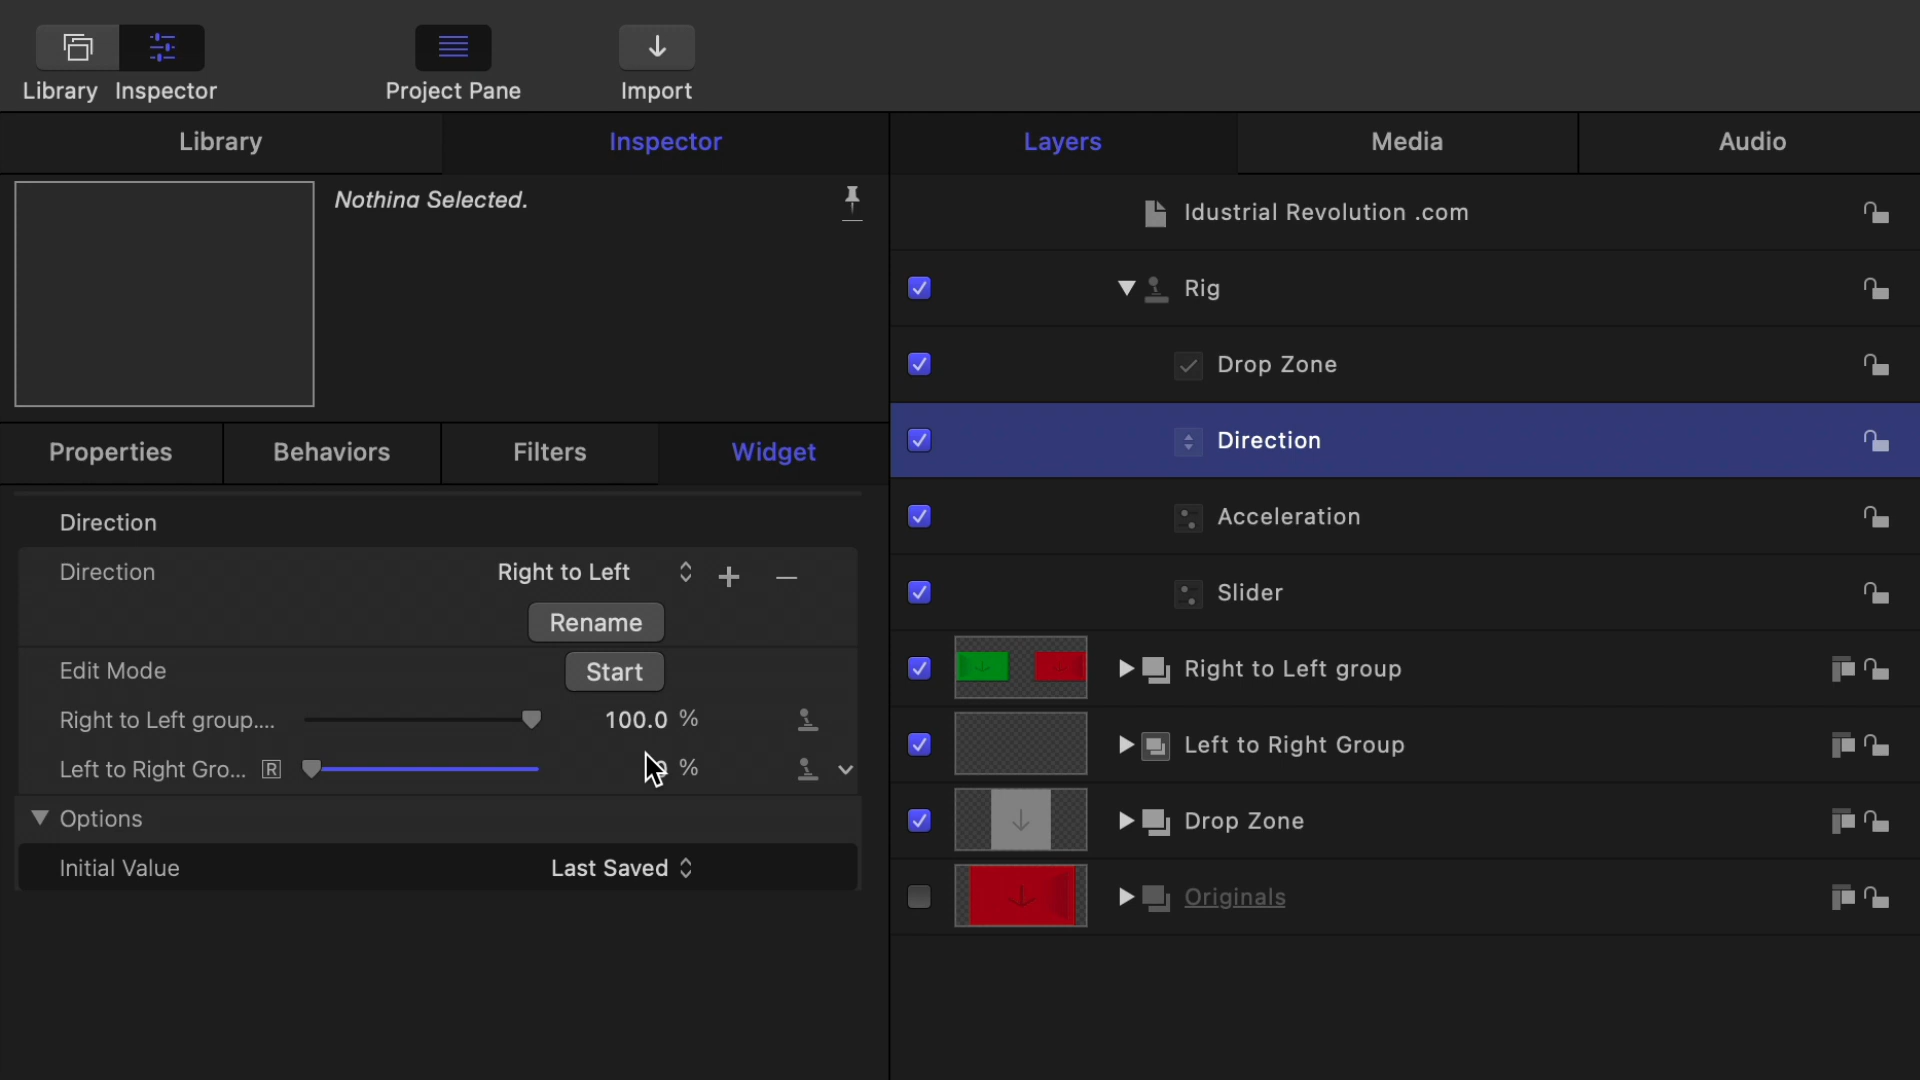 Library
Inspector
Project Pane
Import
Library
Inspector
Layers
Media
Audio
Nothing Selected.
Idustrial Revolution .com
Rig
Drop Zone
Direction
Acceleration
Slider
Right to Left group
Left to Right Group
Drop Zone
Originals
Properties
Behaviors
Filters
Widget
Direction
Direction
Right to Left
Rename
Edit Mode
Start
Right to Left group....
100.0 %
Left to Right Gro...
R
%
Options
Initial Value
Last Saved